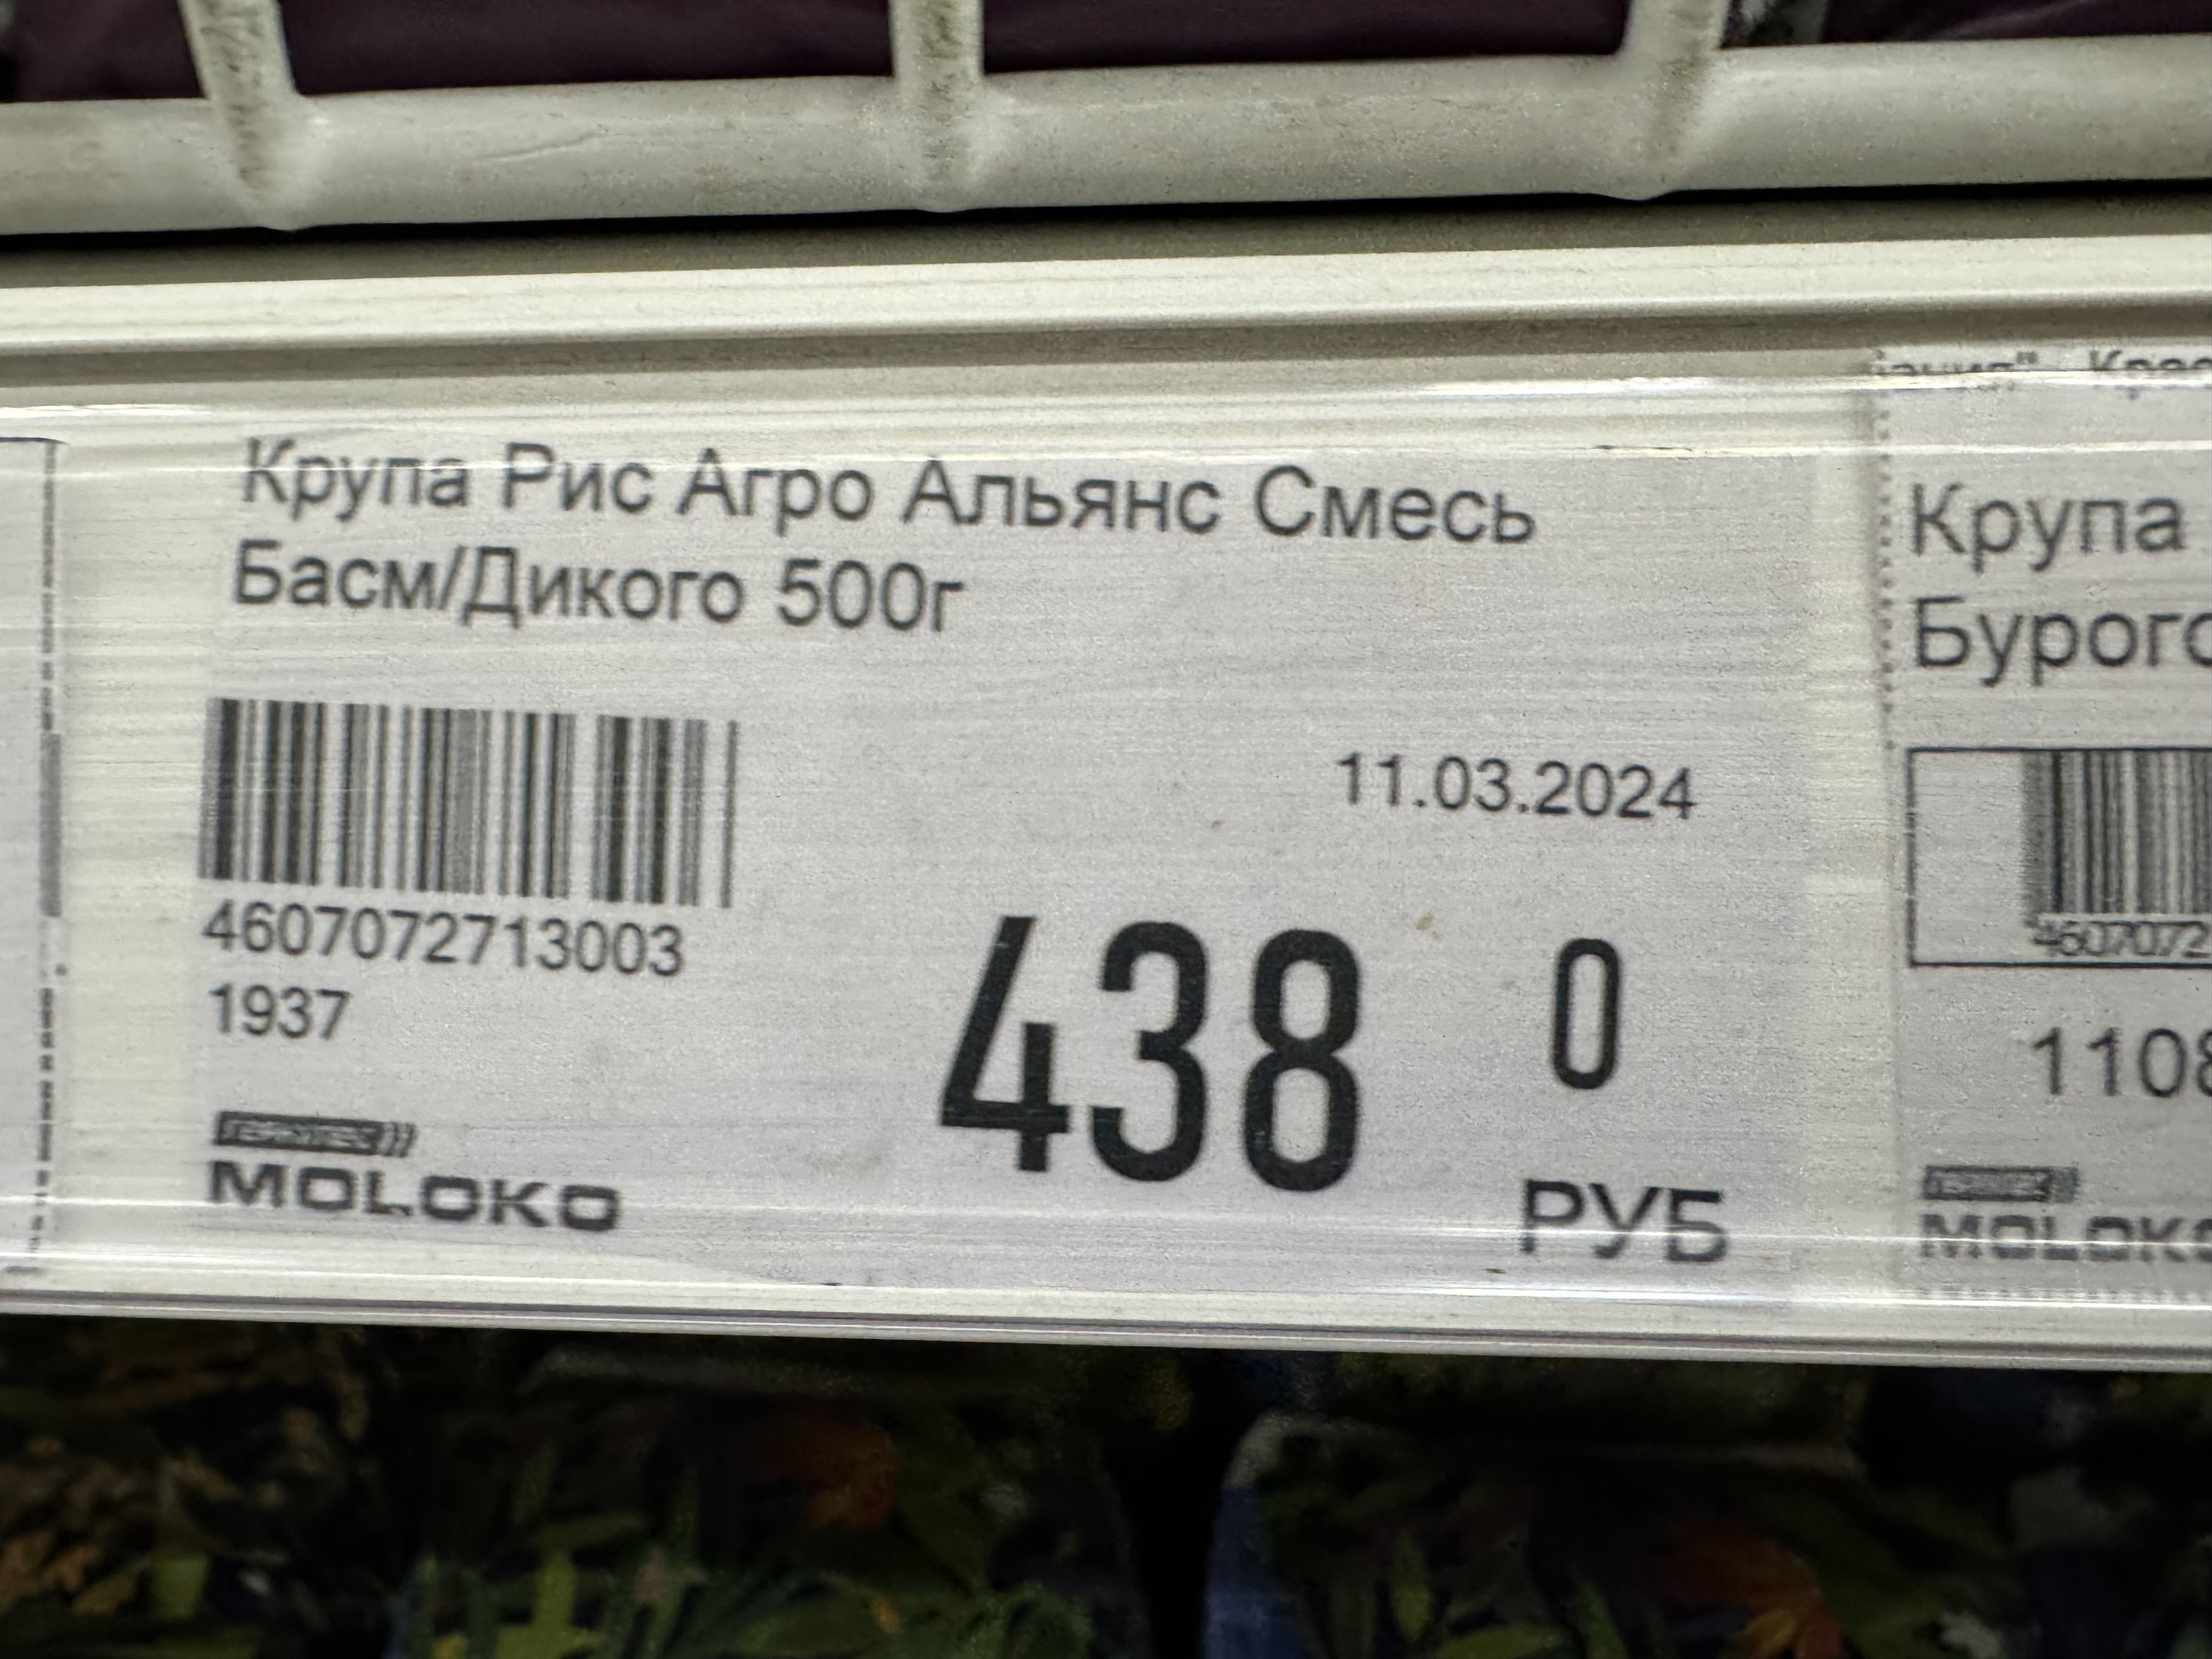 Крупа Рис Агро Альянс Смесь
Басм/Дикого 500г
11.03.2024
4607072713003
1937
438 0
РУБ
MOLOKO
Крупа
Бурого
4607072
1108
MOLOKO